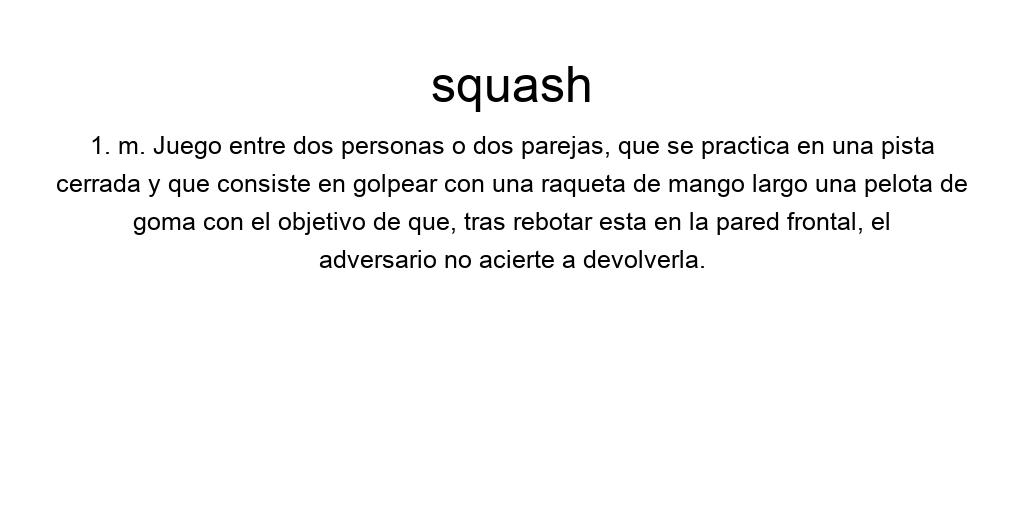 squash
1. m. Juego entre dos personas o dos parejas, que se practica en una pista
cerrada y que consiste en golpear con una raqueta de mango largo una pelota de
goma con el objetivo de que, tras rebotar esta en la pared frontal, el
adversario no acierte a devolverla.